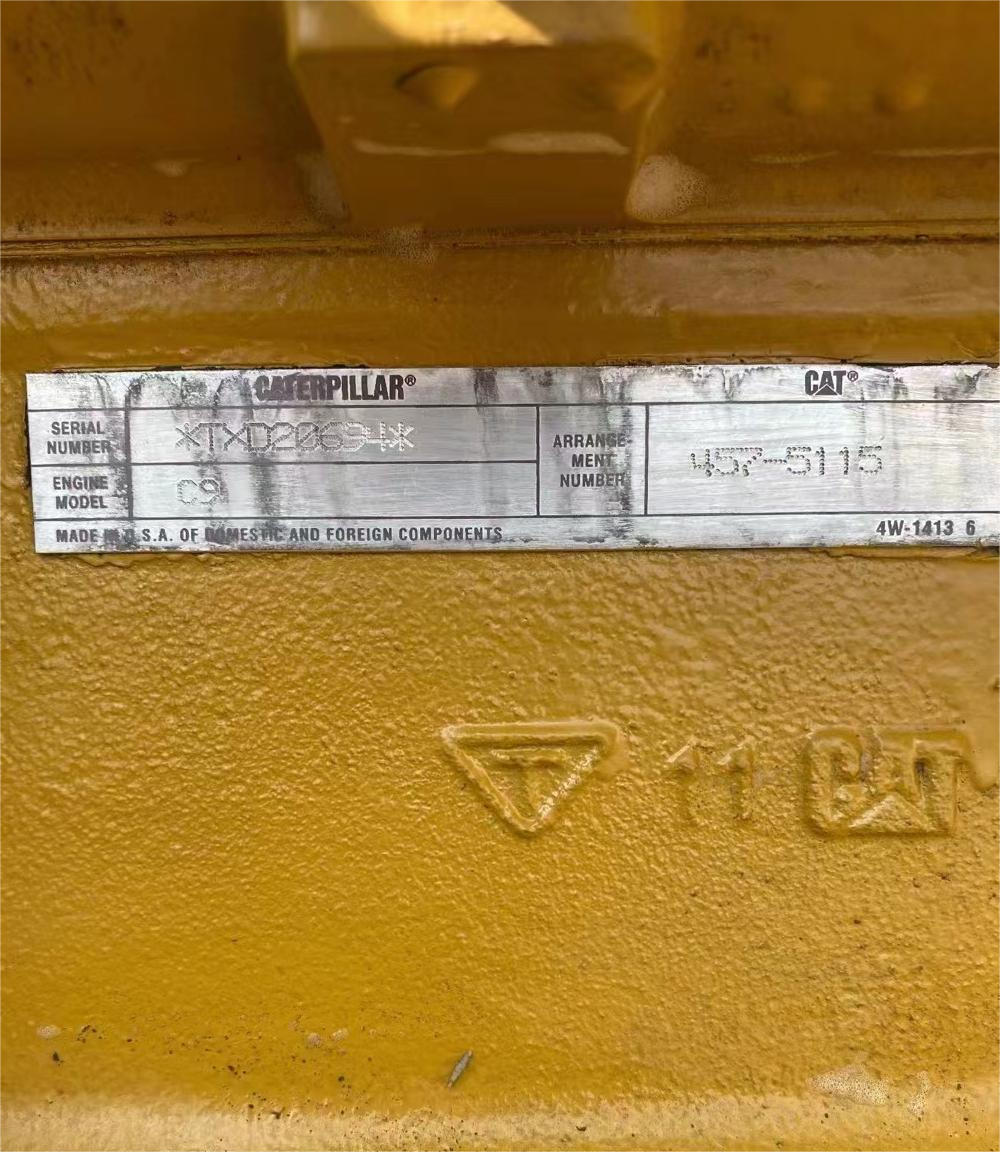 CATERPILLAR®
CAT®
SERIAL
NUMBER
*TXD20694*
ENGINE
MODEL
C9
ARRANGE-
MENT
NUMBER
457-5115
MADE IN U.S.A. OF DOMESTIC AND FOREIGN COMPONENTS
4W-1413 6
T
11
CAT